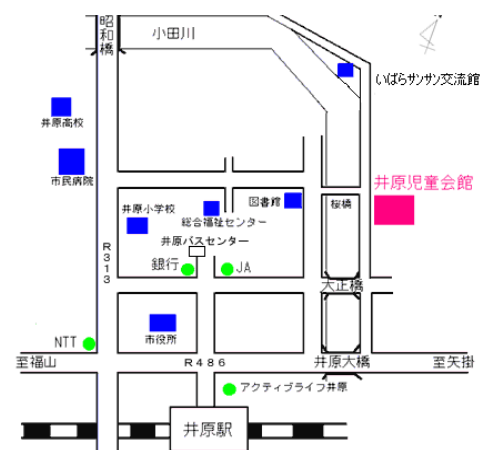 昭和橋
小田川
いばらサンサン交流館
井原高校
市民病院
井原児童会館
図書館
桜橋
井原小学校
総合福祉センター
井原バスセンター
R313
銀行
JA
大正橋
市役所
NTT
至福山
R486
井原大橋
至矢掛
アクティブライフ井原
井原駅